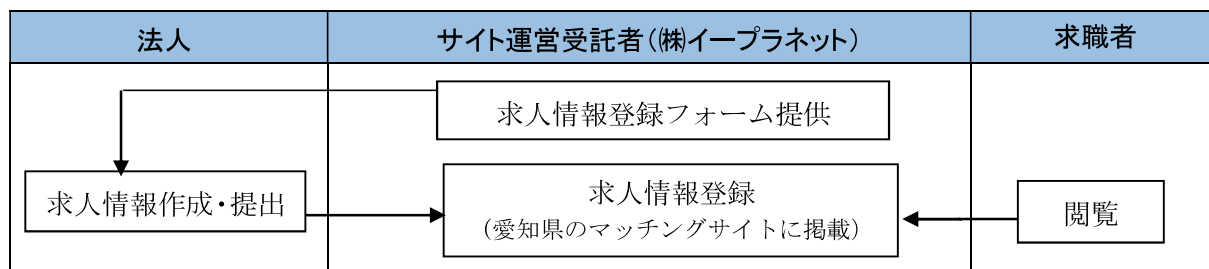 法人
サイト運営受託者(㈱イープラネット)
求職者
求人情報登録フォーム提供
求人情報作成・提出
求人情報登録
(愛知県のマッチングサイトに掲載)
閲覧